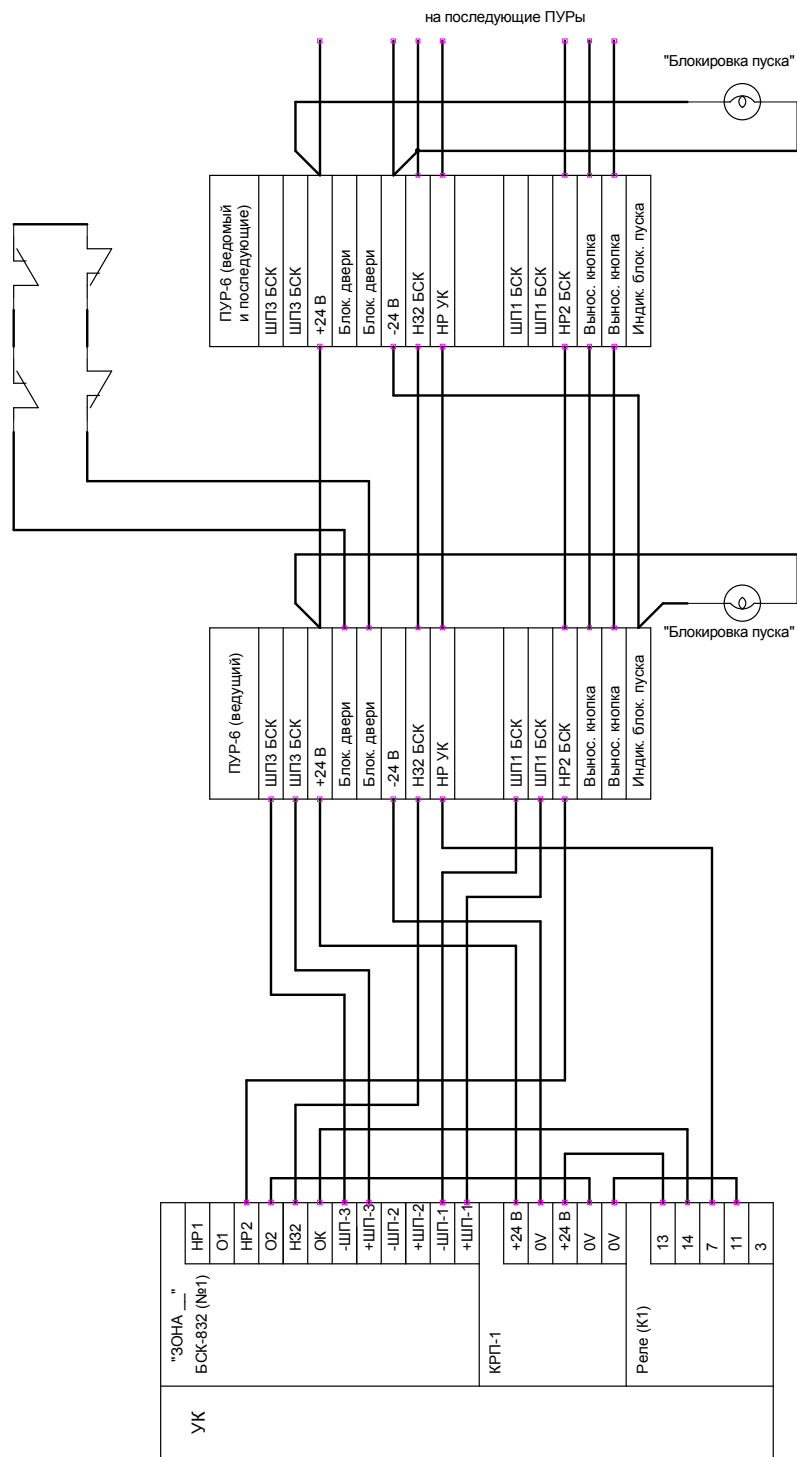 на последующие ПУРы
"Блокировка пуска"
ПУР-6 (ведомый
и последующие)
ШП3 БСК
ШП3 БСК
+24 В
Блок. двери
Блок. двери
-24 В
НЗ2 БСК
НР УК
ШП1 БСК
ШП1 БСК
НР2 БСК
Вынос. кнопка
Вынос. кнопка
Индик. блок. пуска
"Блокировка пуска"
ПУР-6 (ведущий)
ШП3 БСК
ШП3 БСК
+24 В
Блок. двери
Блок. двери
-24 В
НЗ2 БСК
НР УК
ШП1 БСК
ШП1 БСК
НР2 БСК
Вынос. кнопка
Вынос. кнопка
Индик. блок. пуска
УК
"ЗОНА __"
БСК-832 (№1)
НР1
О1
НР2
О2
НЗ2
ОК
-ШП-3
+ШП-3
-ШП-2
+ШП-2
-ШП-1
+ШП-1
КРП-1
+24 В
0V
+24 В
0V
0V
Реле (К1)
13
14
7
11
3